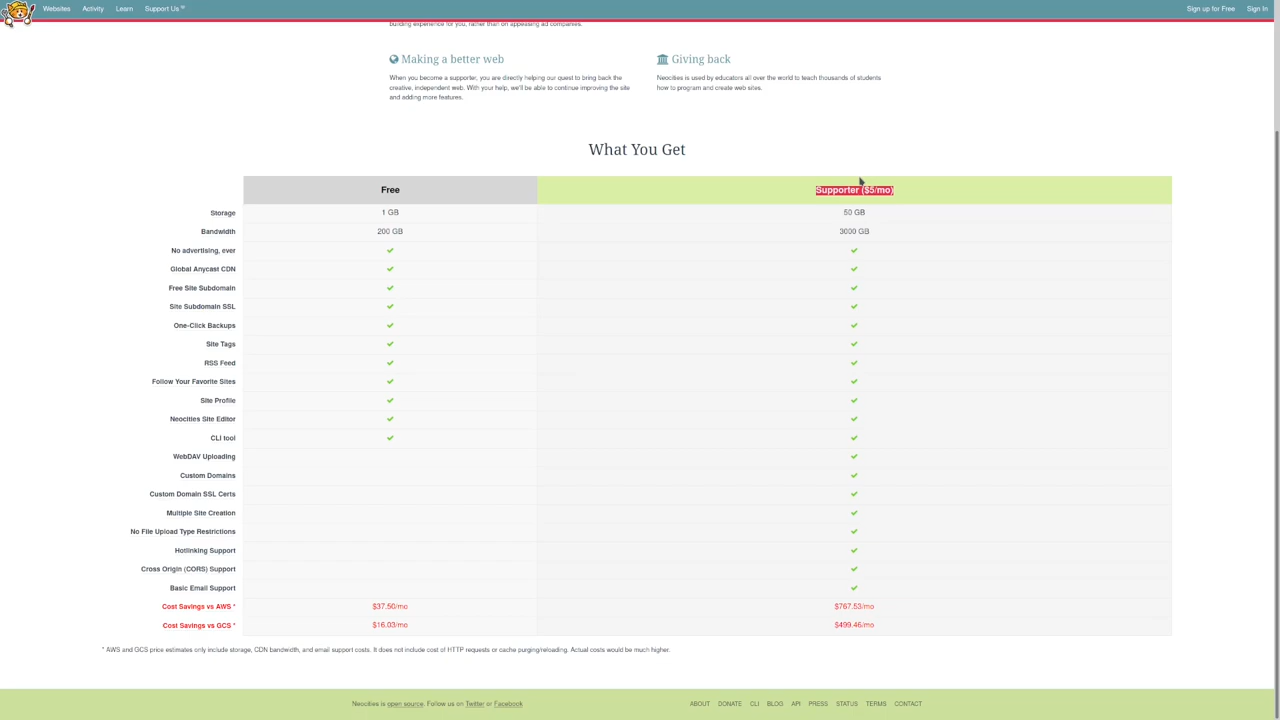 Websites Activity Learn Support Us Sign up for Free Sign In
building experience for you, rather than on appeasing ad companies.
Making a better web
When you become a supporter, you are directly helping our quest to bring back the
creative, independent web. With your help, we'll be able to continue improving the site
and adding more features.
Giving back
Neocities is used by educators all over the world to teach thousands of students
how to program and create web sites.
What You Get
Free Supporter ($5/mo)
Storage 1 GB 50 GB
Bandwidth 200 GB 3000 GB
No advertising, ever
Global Anycast CDN
Free Site Subdomain
Site Subdomain SSL
One-Click Backups
Site Tags
RSS Feed
Follow Your Favorite Sites
Site Profile
Neocities Site Editor
CLI tool
WebDAV Uploading
Custom Domains
Custom Domain SSL Certs
Multiple Site Creation
No File Upload Type Restrictions
Hotlinking Support
Cross Origin (CORS) Support
Basic Email Support
Cost Savings vs AWS * $37.50/mo $767.53/mo
Cost Savings vs GCS * $16.03/mo $499.46/mo
* AWS and GCS price estimates only include storage, CDN bandwidth, and email support costs. It does not include cost of HTTP requests or cache purging/reloading. Actual costs would be much higher.
Neocities is open source. Follow us on Twitter or Facebook ABOUT DONATE CLI BLOG API PRESS STATUS TERMS CONTACT